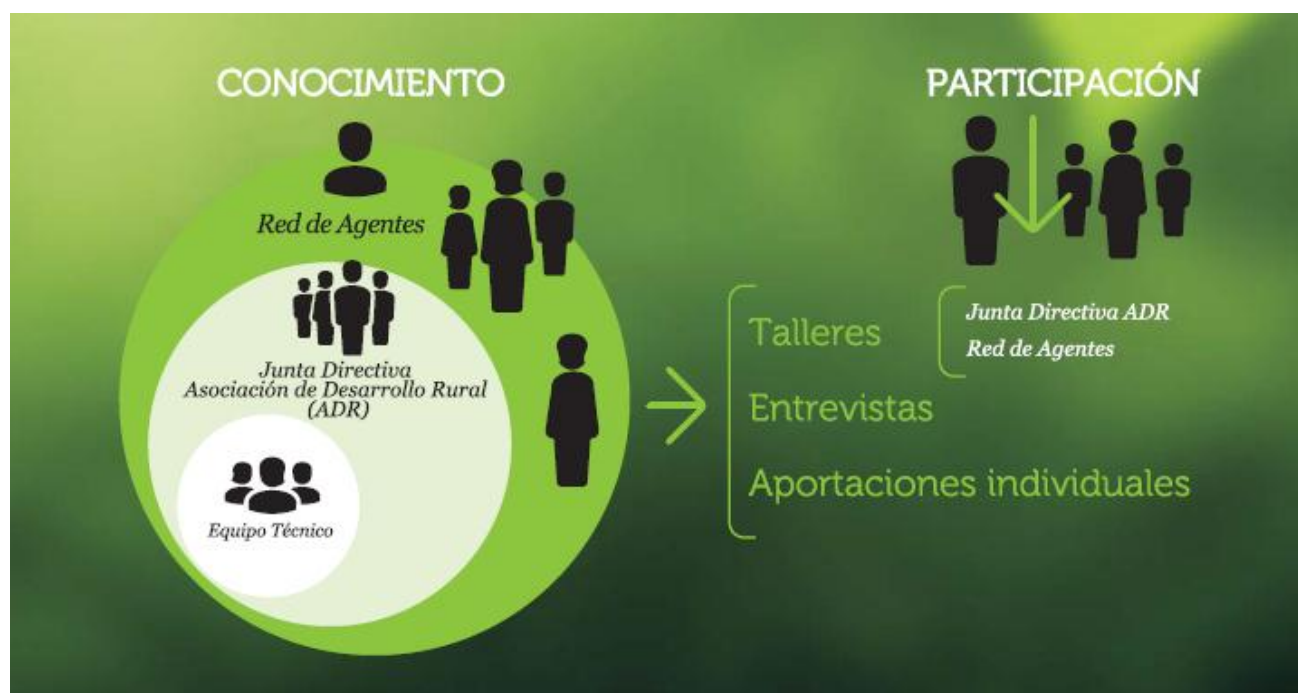 CONOCIMIENTO
Red de Agentes
Junta Directiva
Asociación de Desarrollo Rural
(ADR)
Equipo Técnico
PARTICIPACIÓN
Talleres
Junta Directiva ADR
Red de Agentes
Entrevistas
Aportaciones individuales